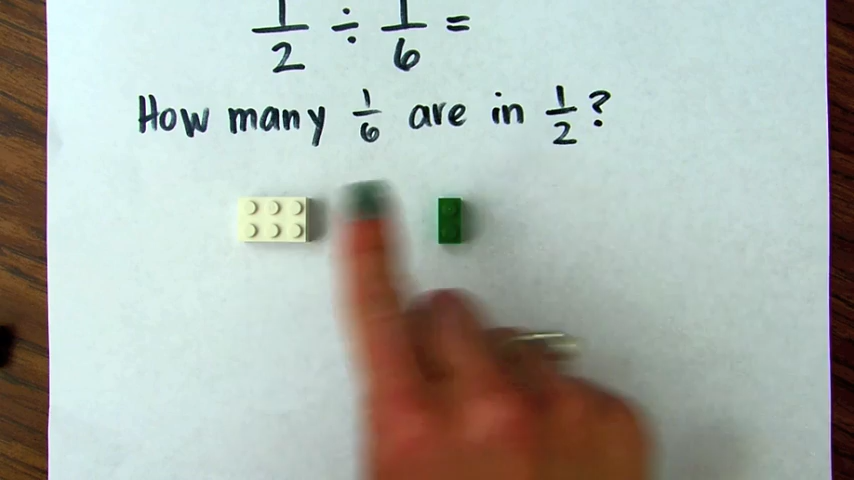 1/2 ÷ 1/6 =
How many 1/6 are in 1/2?